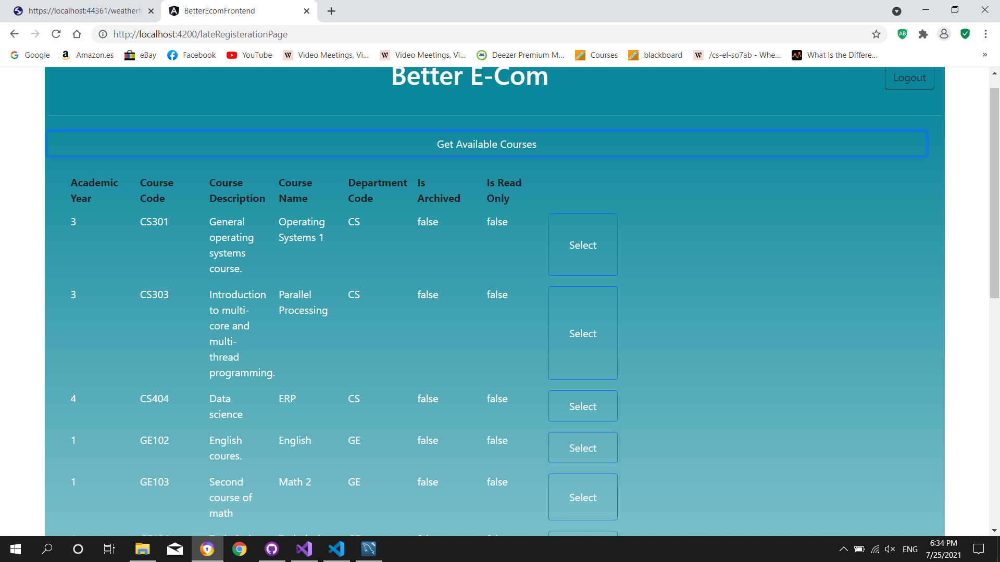 https://localhost:44361/weatherf
BetterEcomFrontend
http://localhost:4200/lateRegisterationPage
AB
Google
Amazon.es
eBay
Facebook
YouTube
Video Meetings, Vi...
Video Meetings, Vi...
Deezer Premium M...
Courses
blackboard
/cs-el-so7ab - Whe...
What Is the Differe...
»
Better E-Com
Logout
Get Available Courses
Academic Year
Course Code
Course Description
Course Name
Department Code
Is Archived
Is Read Only
3
CS301
General operating systems course.
Operating Systems 1
CS
false
false
Select
3
CS303
Introduction to multi-core and multi-thread programming.
Parallel Processing
CS
false
false
Select
4
CS404
Data science
ERP
CS
false
false
Select
1
GE102
English coures.
English
GE
false
false
Select
1
GE103
Second course of math
Math 2
GE
false
false
Select
ENG
6:34 PM
7/25/2021